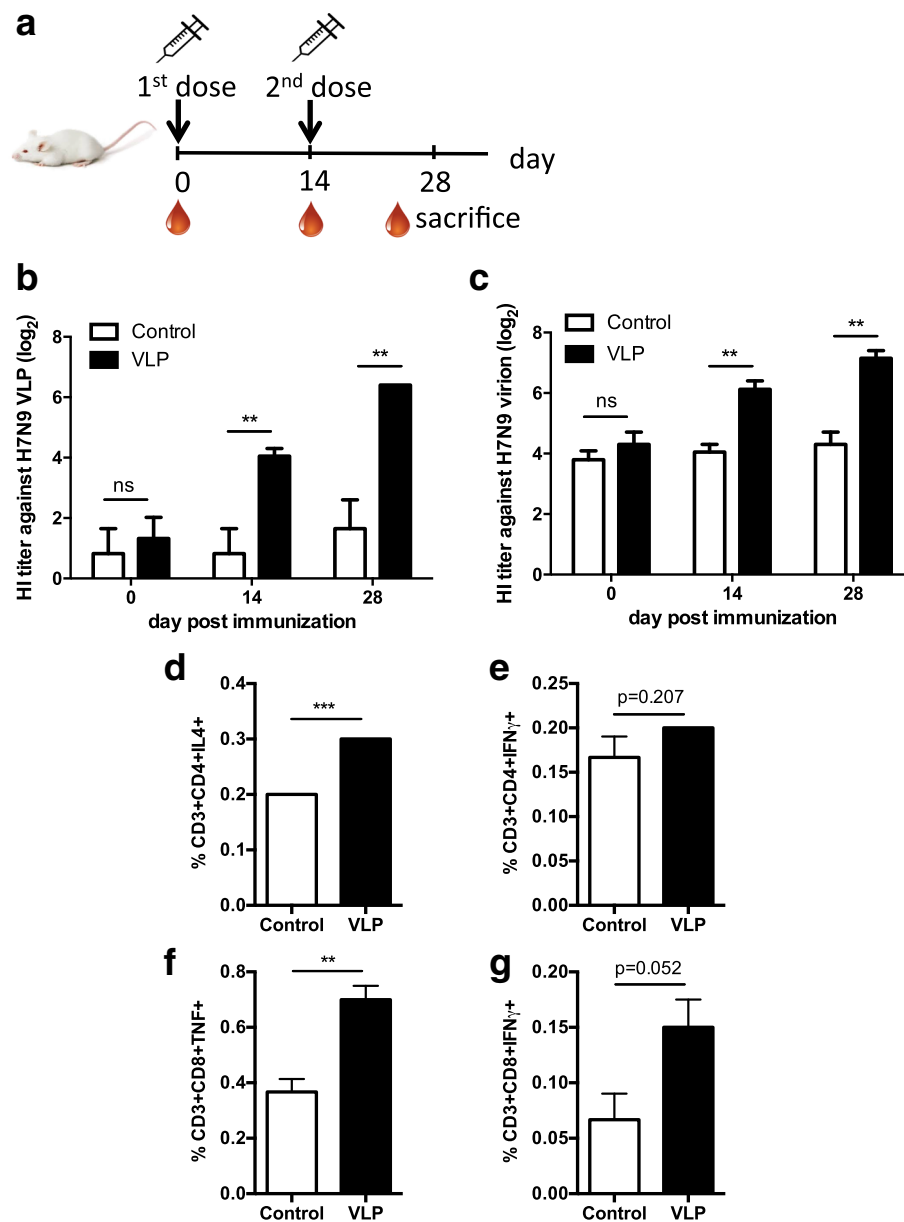 a
1st dose 2nd dose
0 14 28 day
sacrifice
b
HI titer against H7N9 VLP (log2)
8
6
4
2
0
Control
VLP
ns
**
**
0 14 28
day post immunization
c
HI titer against H7N9 virion (log2)
8
6
4
2
0
Control
VLP
ns
**
**
0 14 28
day post immunization
d
% CD3+CD4+IL4+
0.4
0.3
0.2
0.1
0.0
***
Control VLP
e
% CD3+CD4+IFNγ+
0.25
0.20
0.15
0.10
0.05
0.00
p=0.207
Control VLP
f
% CD3+CD8+TNF+
0.8
0.6
0.4
0.2
0.0
**
Control VLP
g
% CD3+CD8+IFNγ+
0.20
0.15
0.10
0.05
0.00
p=0.052
Control VLP